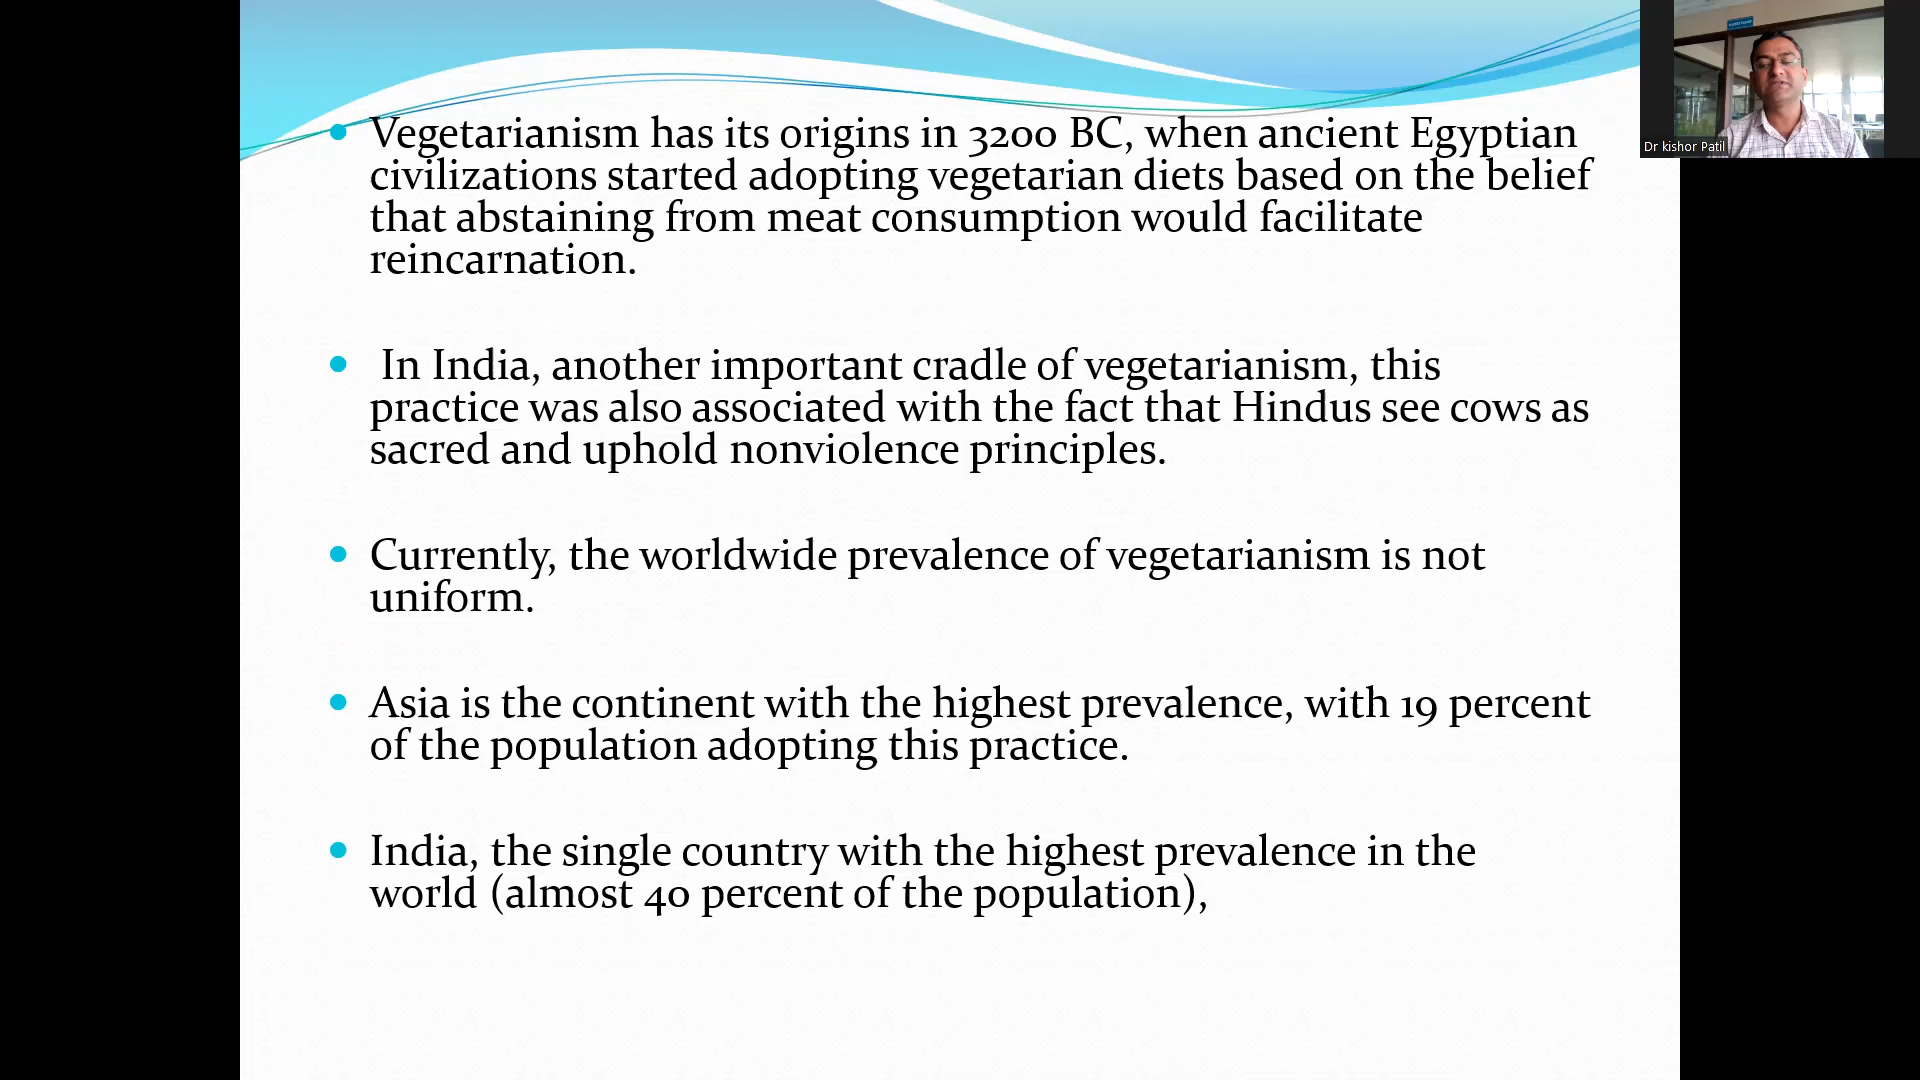 Vegetarianism has its origins in 3200 BC, when ancient Egyptian
civilizations started adopting vegetarian diets based on the belief
that abstaining from meat consumption would facilitate
reincarnation.
In India, another important cradle of vegetarianism, this
practice was also associated with the fact that Hindus see cows as
sacred and uphold nonviolence principles.
Currently, the worldwide prevalence of vegetarianism is not
uniform.
Asia is the continent with the highest prevalence, with 19 percent
of the population adopting this practice.
India, the single country with the highest prevalence in the
world (almost 40 percent of the population),
Dr kishor Patil